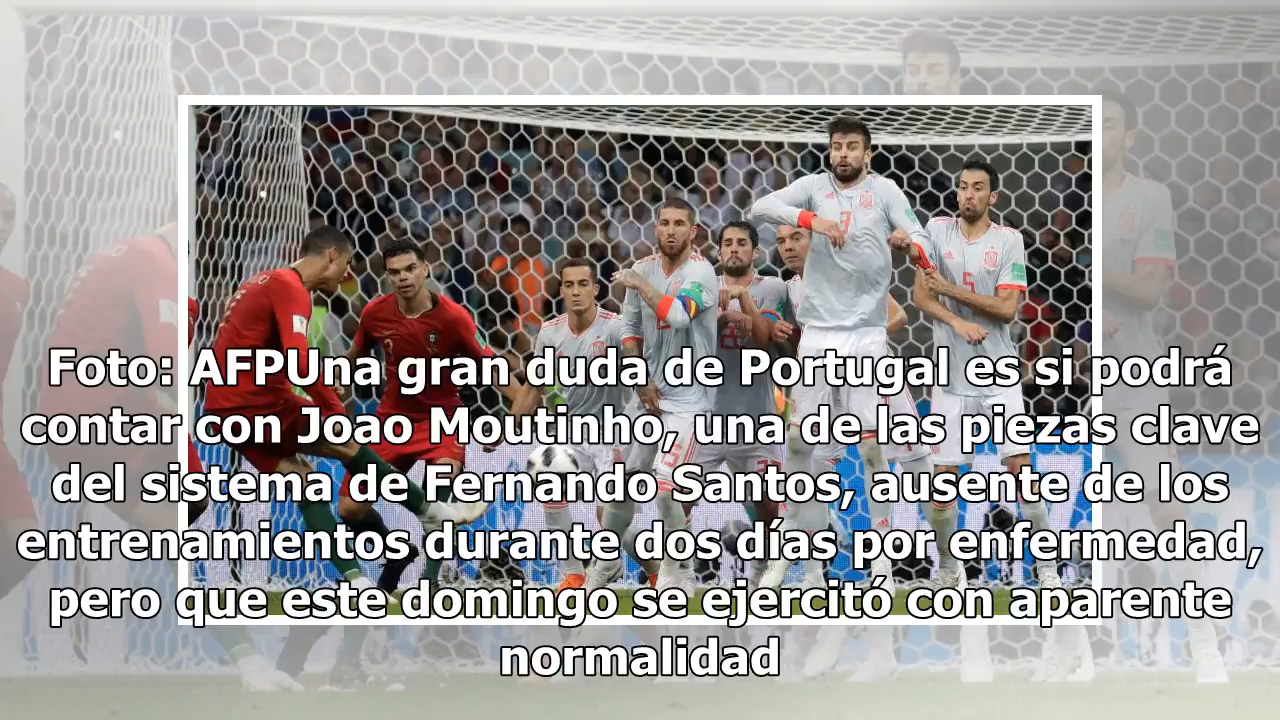 Foto: AFPUna gran duda de Portugal es si podrá
contar con Joao Moutinho, una de las piezas clave
del sistema de Fernando Santos, ausente de los
entrenamientos durante dos días por enfermedad,
pero que este domingo se ejercitó con aparente
normalidad
3
5